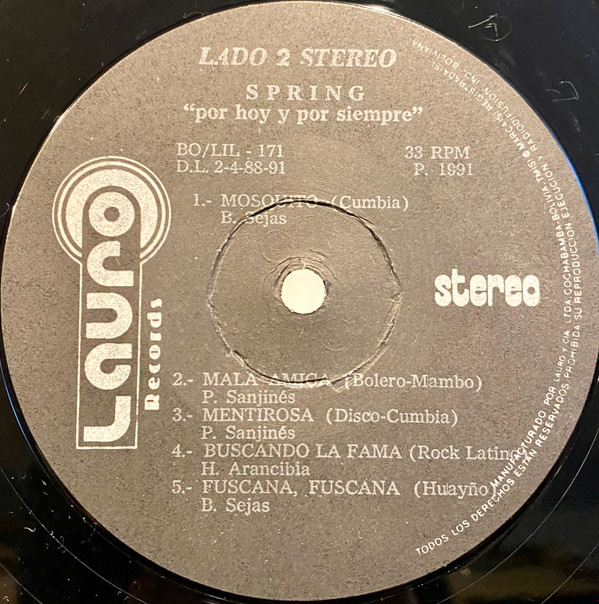 LADO 2 STEREO
SPRING
“por hoy y por siempre”
BO/LIL - 171 33 RPM
D.L. 2-4-88-91 P. 1991
1.- MOSQUITO (Cumbia)
B. Sejas
Lauro
Records
stereo
2.- MALA AMIGA (Bolero-Mambo)
P. Sanjinés
3.- MENTIROSA (Disco-Cumbia)
P. Sanjinés
4.- BUSCANDO LA FAMA (Rock Latino
H. Arancibia
5.- FUSCANA, FUSCANA (Huayño)
B. Sejas
MANUFACTURADO POR LAURO Y CIA. LTDA. COCHABAMBA-BOLIVIA
TODOS LOS DERECHOS ESTAN RESERVADOS. PROHIBIDA SU REPRODUCCION EJECUCION Y RADIODIFUSION IND. BOLIVIANA